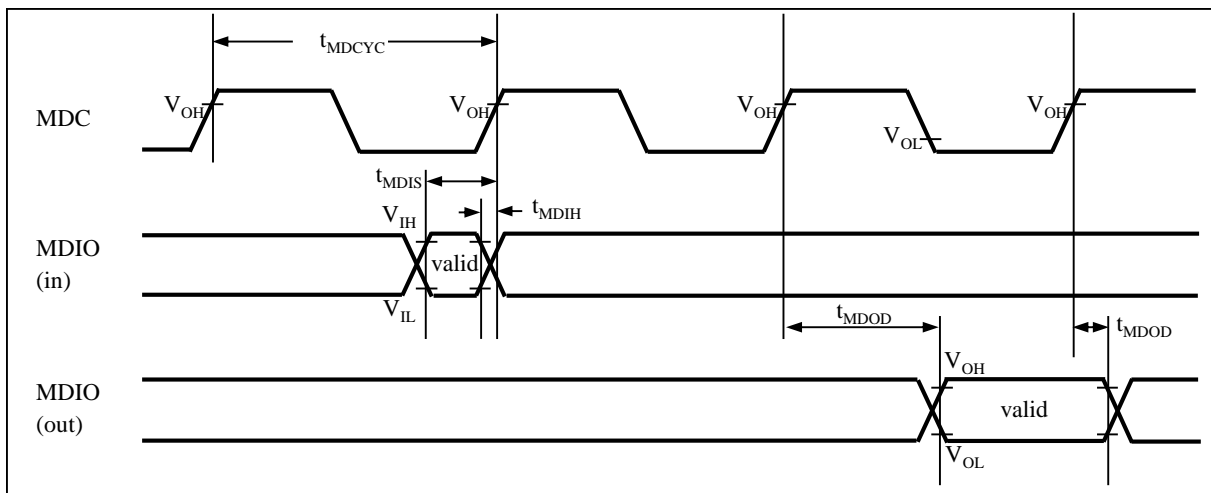 tMDCYC
MDC
VOH
VOH
VOH
VOL
VOH
tMDIS
tMDIH
VIH
MDIO
(in)
valid
VIL
tMDOD
tMDOD
VOH
MDIO
(out)
valid
VOL